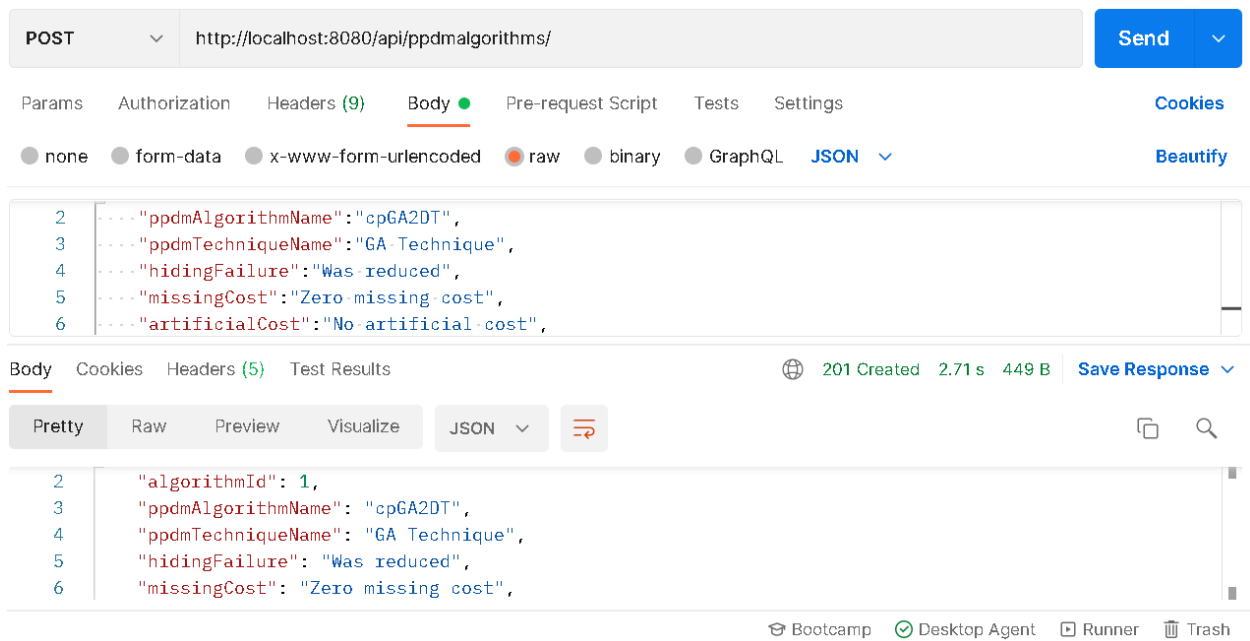 POST http://localhost:8080/api/ppdmalgorithms/ Send
Params Authorization Headers (9) Body Pre-request Script Tests Settings Cookies
none form-data x-www-form-urlencoded raw binary GraphQL JSON Beautify
2 ····"ppdmAlgorithmName":"cpGA2DT",
3 ····"ppdmTechniqueName":"GA·Technique",
4 ····"hidingFailure":"Was·reduced",
5 ····"missingCost":"Zero·missing·cost",
6 ····"artificialCost":"No·artificial·cost",
Body Cookies Headers (5) Test Results 201 Created 2.71 s 449 B Save Response
Pretty Raw Preview Visualize JSON
2 "algorithmId": 1,
3 "ppdmAlgorithmName": "cpGA2DT",
4 "ppdmTechniqueName": "GA Technique",
5 "hidingFailure": "Was reduced",
6 "missingCost": "Zero missing cost",
Bootcamp Desktop Agent Runner Trash